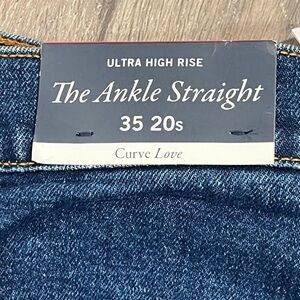 ULTRA HIGH RISE
The Ankle Straight
35 20s
Curve Love